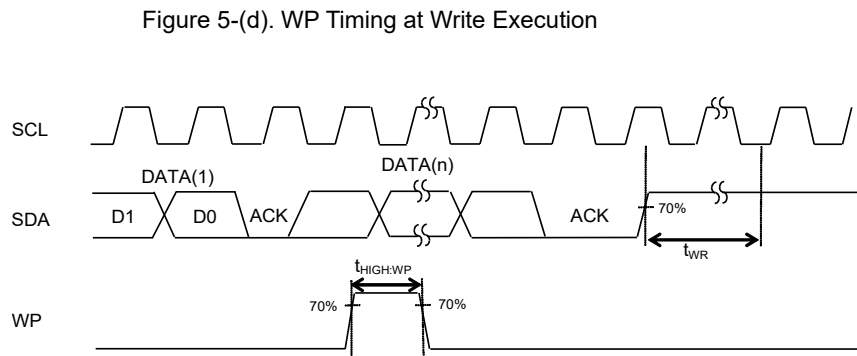 Figure 5-(d). WP Timing at Write Execution
SCL
DATA(1)
DATA(n)
SDA
D1
D0
ACK
ACK
70%
tWR
tHIGH:WP
WP
70%
70%